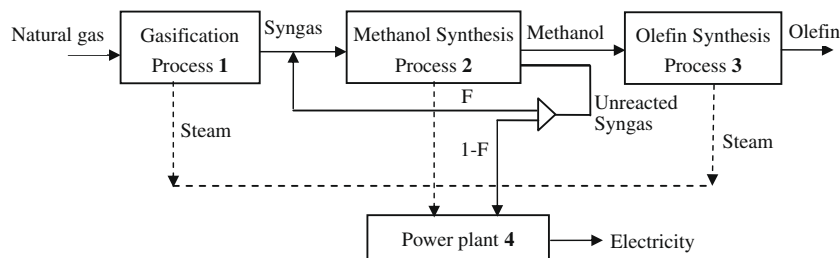 Natural gas
Gasification
Process 1
Syngas
Methanol Synthesis
Process 2
Methanol
Olefin Synthesis
Process 3
Olefin
F
Unreacted
Syngas
1-F
Steam
Steam
Power plant 4
Electricity